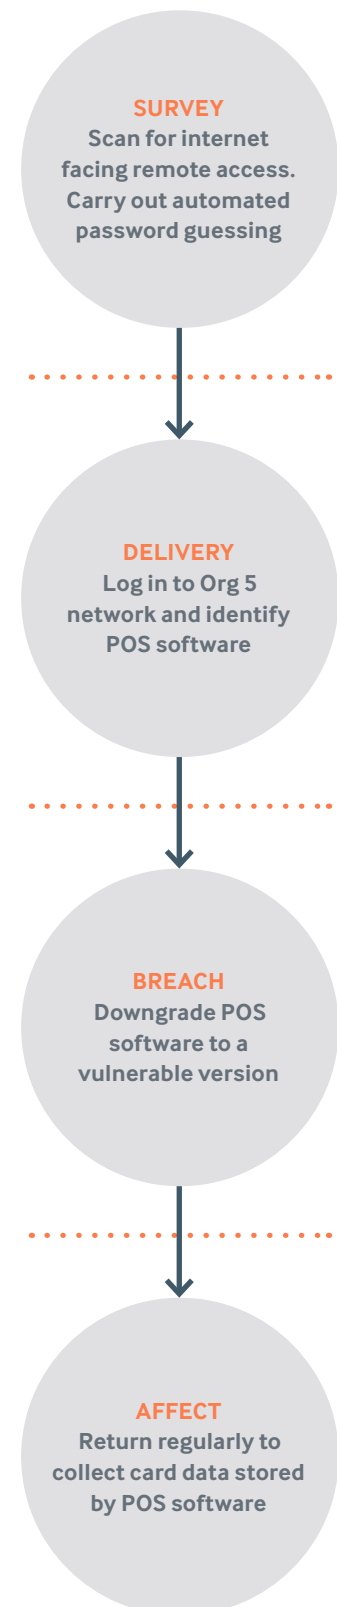 SURVEY
Scan for internet
facing remote access.
Carry out automated
password guessing
DELIVERY
Log in to Org 5
network and identify
POS software
BREACH
Downgrade POS
software to a
vulnerable version
AFFECT
Return regularly to
collect card data stored
by POS software